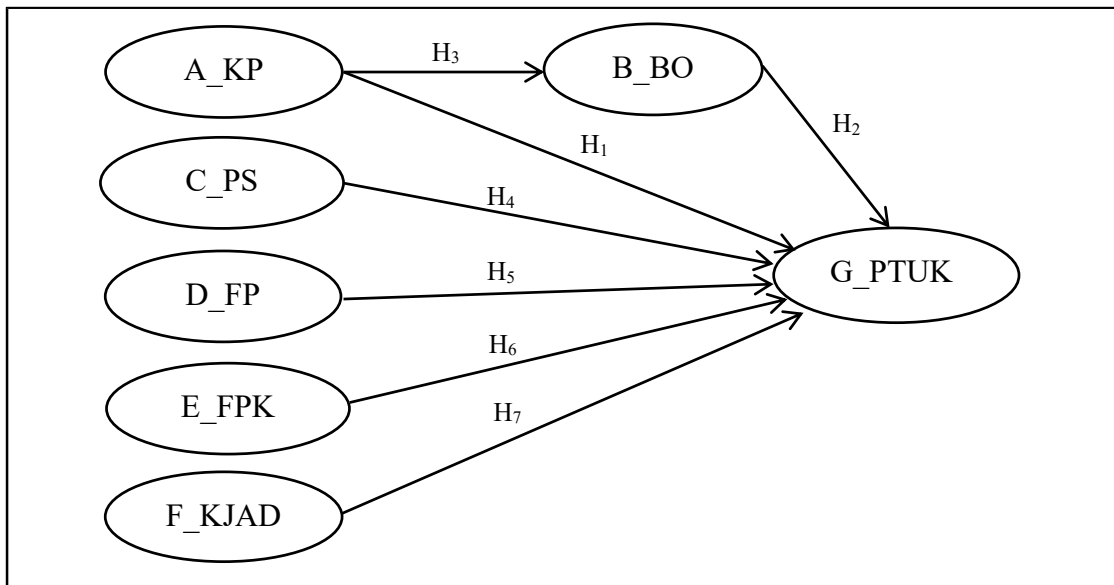 A_KP
H₃
B_BO
H₂
H₁
C_PS
H₄
D_FP
H₅
G_PTUK
E_FPK
H₆
H₇
F_KJAD